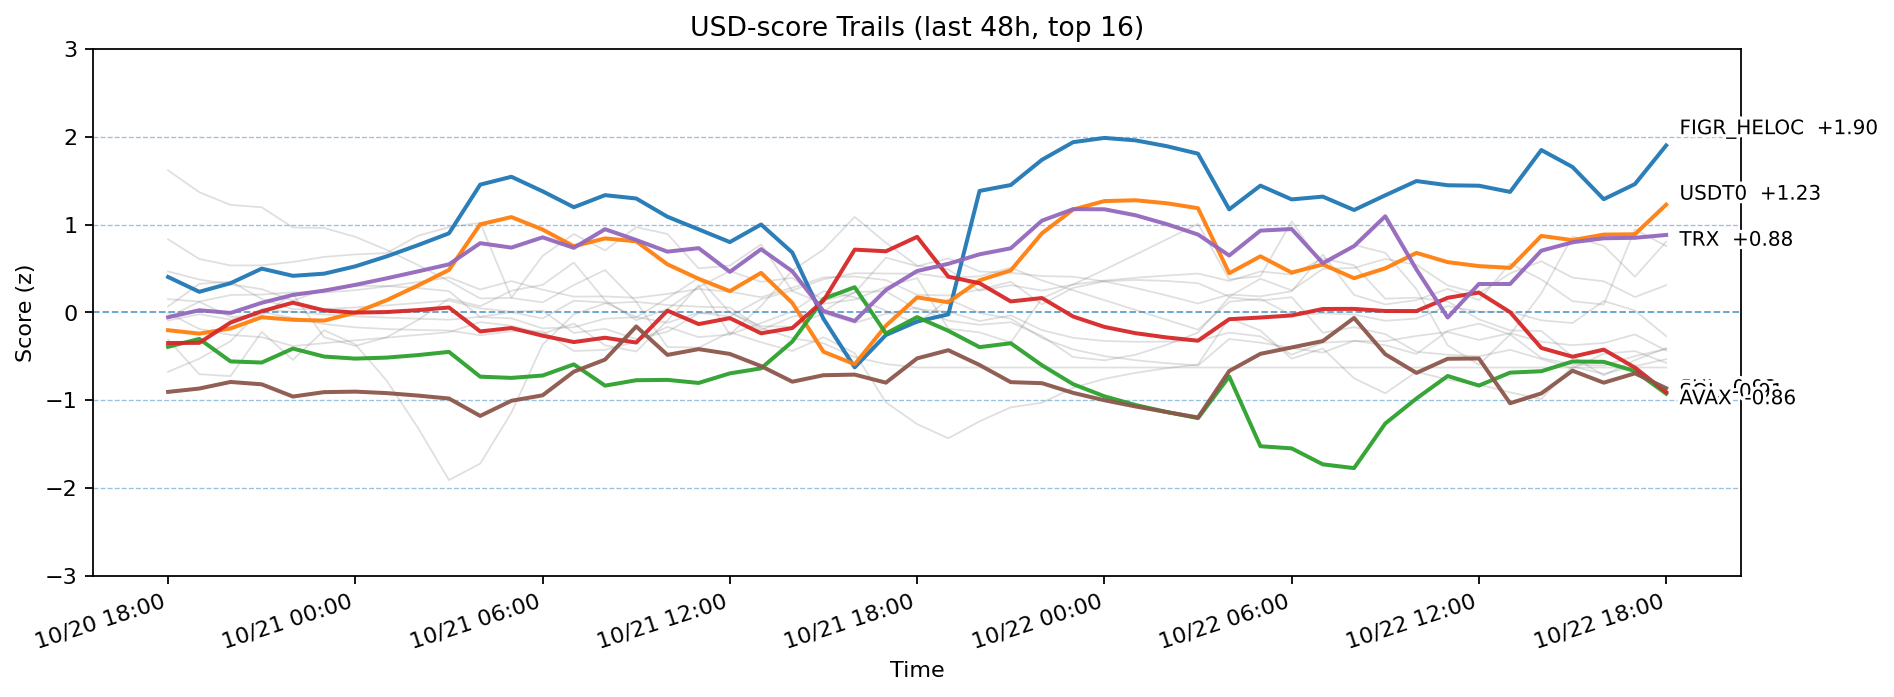 USD-score Trails (last 48h, top 16)
Score (z)
3
2
1
0
−1
−2
−3
FIGR_HELOC +1.90
USDT0 +1.23
TRX +0.88
AVAX -0.86
10/20 18:00
10/21 00:00
10/21 06:00
10/21 12:00
10/21 18:00
10/22 00:00
10/22 06:00
10/22 12:00
10/22 18:00
Time